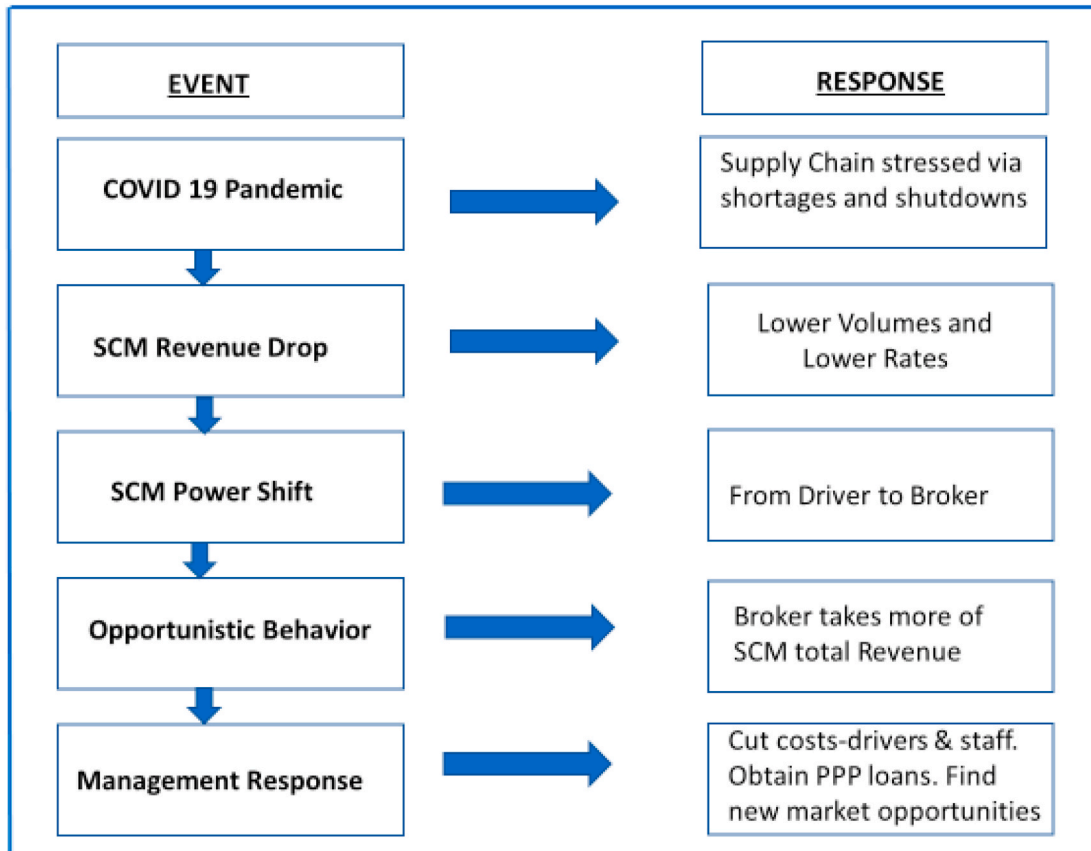 EVENT
RESPONSE
COVID 19 Pandemic
Supply Chain stressed via
shortages and shutdowns
SCM Revenue Drop
Lower Volumes and
Lower Rates
SCM Power Shift
From Driver to Broker
Opportunistic Behavior
Broker takes more of
SCM total Revenue
Management Response
Cut costs-drivers & staff.
Obtain PPP loans. Find
new market opportunities